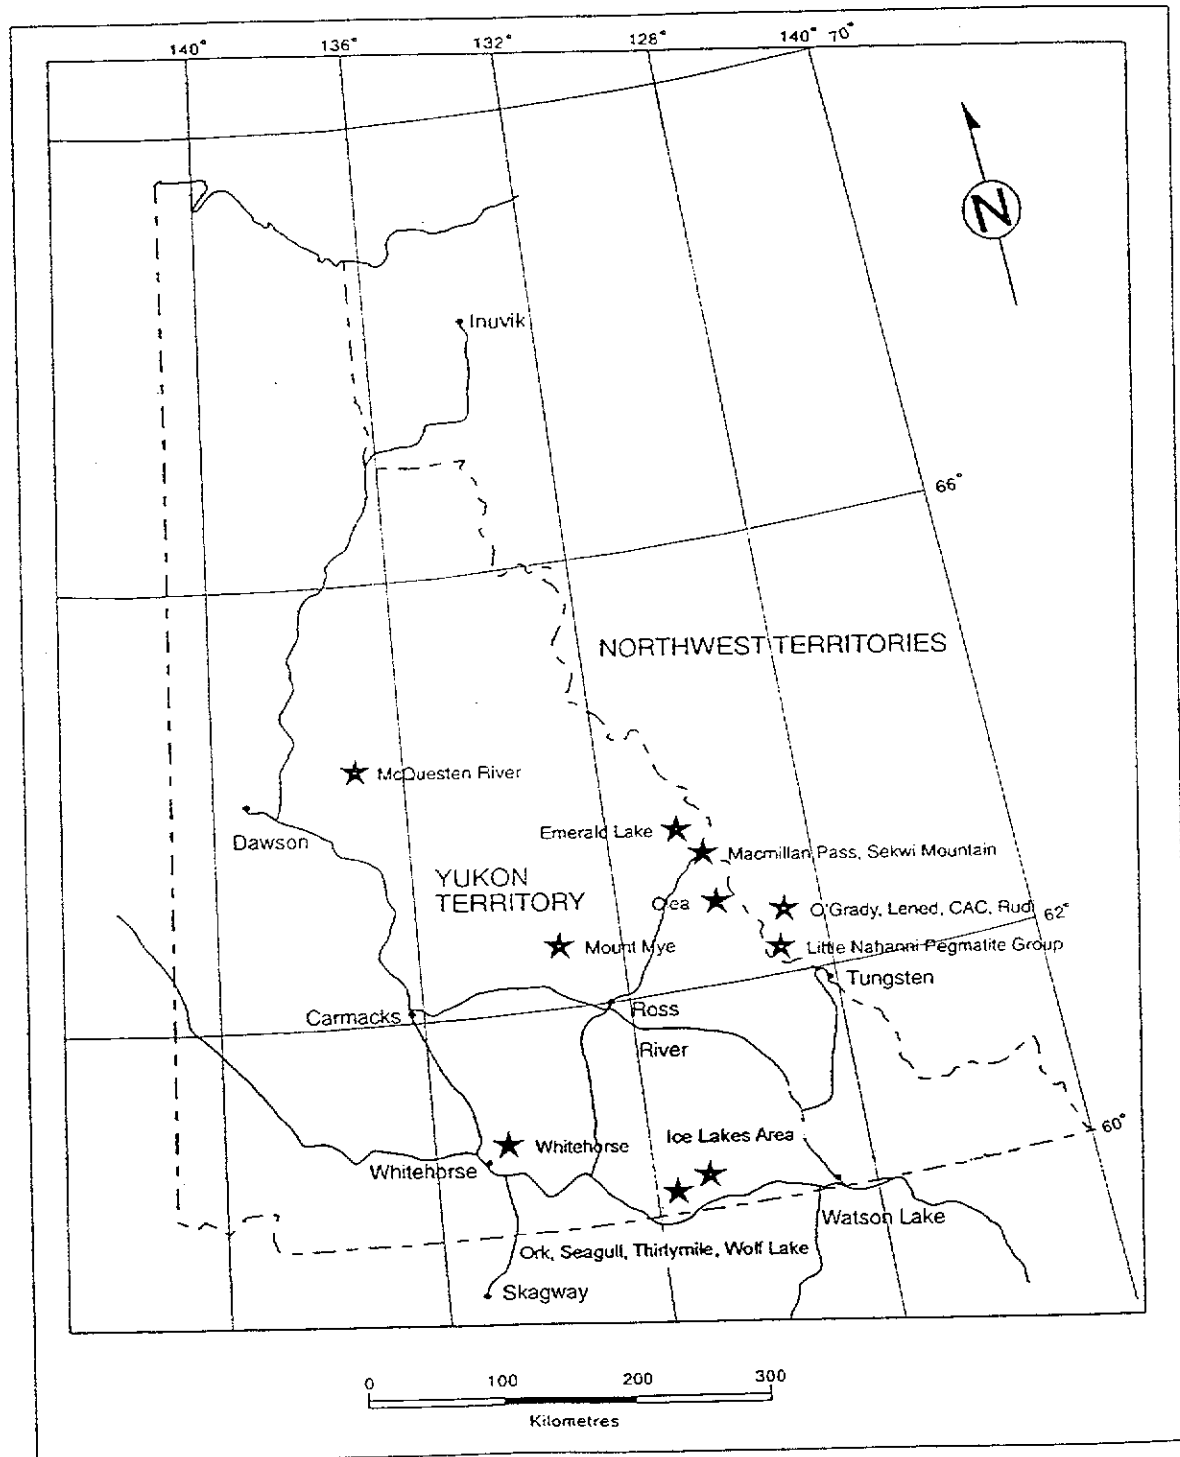 140° 136° 132° 128° 140° 70°
N
Inuvik
66°
NORTHWEST TERRITORIES
McQuesten River
Dawson
Emerald Lake
Macmillan Pass, Sekwi Mountain
YUKON
TERRITORY
Clea
O'Grady, Lened, CAC, Rudi
62°
Mount Mye
Little Nahanni Pegmatite Group
Tungsten
Carmacks
Ross
River
Ice Lakes Area
60°
Whitehorse
Whitehorse
Watson Lake
Ork, Seagull, Thirtymile, Wolf Lake
Skagway
0 100 200 300
Kilometres